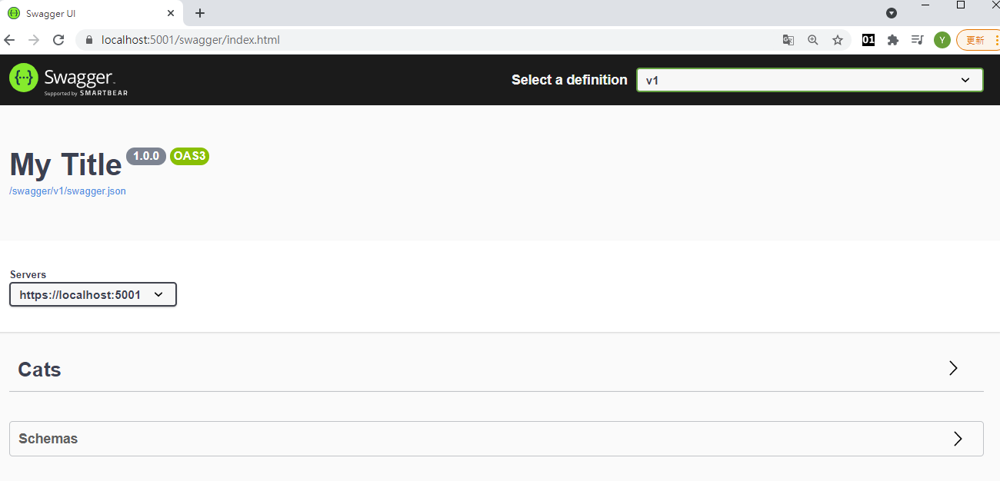 Swagger UI
localhost:5001/swagger/index.html
01
Y
更新
Swagger
Supported by SMARTBEAR
Select a definition
v1
My Title 1.0.0 OAS3
/swagger/v1/swagger.json
Servers
https://localhost:5001
Cats
Schemas